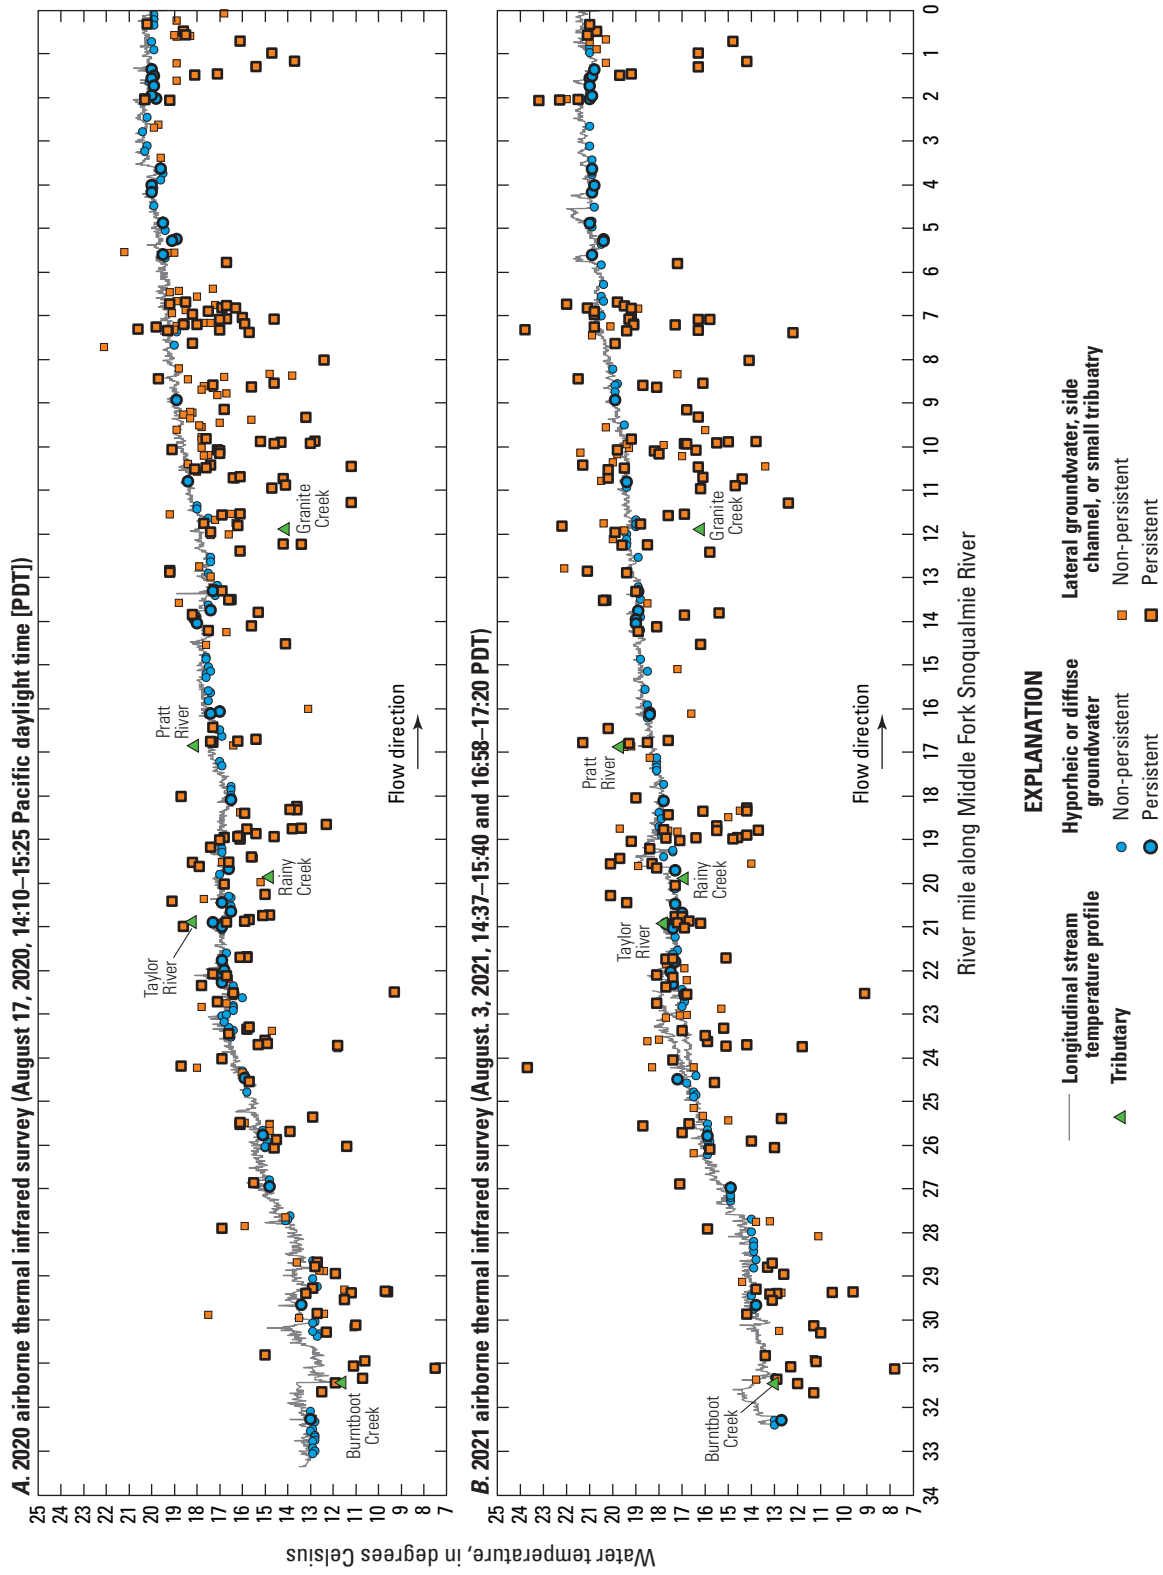 A. 2020 airborne thermal infrared survey (August 17, 2020, 14:10–15:25 Pacific daylight time [PDT])
25
24
23
22
21
20
19
18
17
16
15
14
13
12
11
10
9
8
7
Burntboot
Creek
Taylor
River
Rainy
Creek
Pratt
River
Granite
Creek
Flow direction
B. 2021 airborne thermal infrared survey (August. 3, 2021, 14:37–15:40 and 16:58–17:20 PDT)
25
24
23
22
21
20
19
18
17
16
15
14
13
12
11
10
9
8
7
Burntboot
Creek
Taylor
River
Rainy
Creek
Pratt
River
Granite
Creek
Flow direction
34 33 32 31 30 29 28 27 26 25 24 23 22 21 20 19 18 17 16 15 14 13 12 11 10 9 8 7 6 5 4 3 2 1 0
Water temperature, in degrees Celsius
River mile along Middle Fork Snoqualmie River
EXPLANATION
Longitudinal stream
temperature profile
Tributary
Hyporheic or diffuse
groundwater
Non-persistent
Persistent
Lateral groundwater, side
channel, or small tribuatry
Non-persistent
Persistent